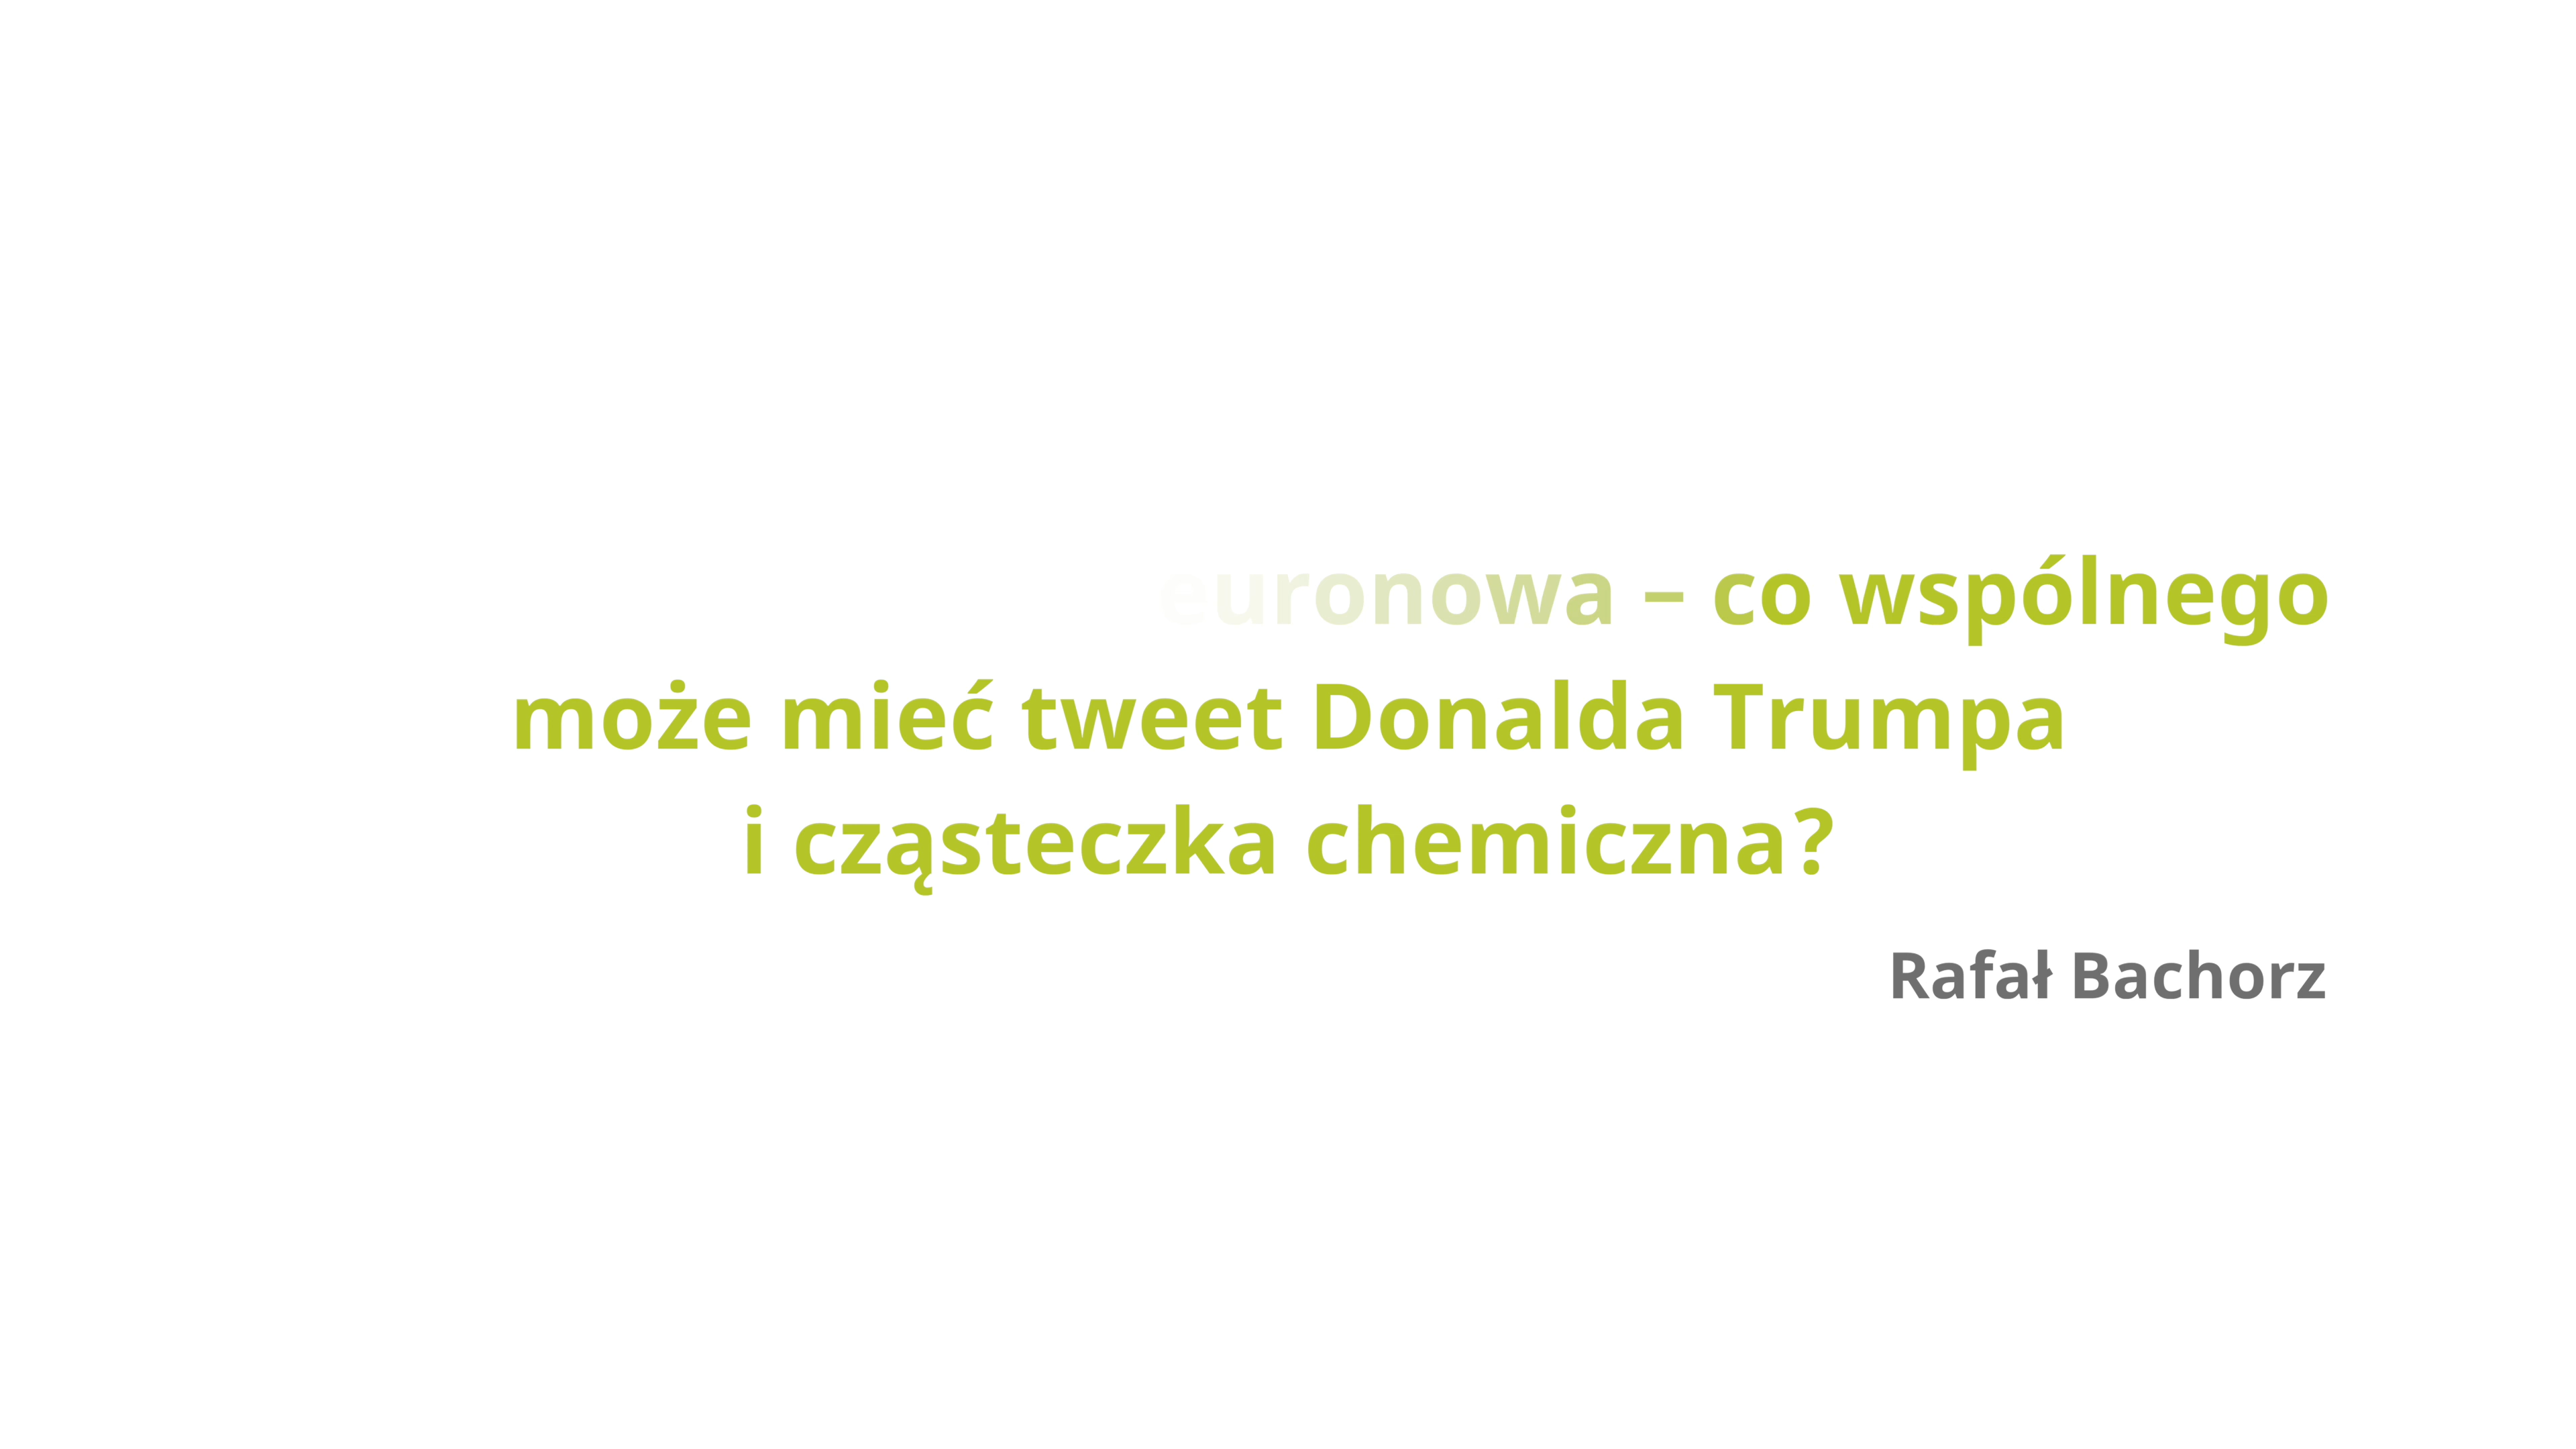 euronowa – co wspólnego
może mieć tweet Donalda Trumpa
i cząsteczka chemiczna?
Rafał Bachorz